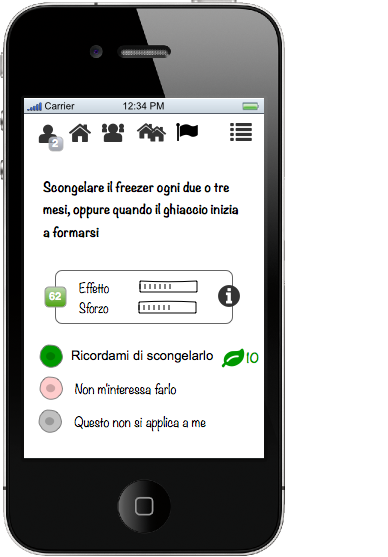 Carrier 12:34 PM
2
Scongelare il freezer ogni due o tre
mesi, oppure quando il ghiaccio inizia
a formarsi
62 Effetto
Sforzo
Ricordami di scongelarlo 10
Non m'interessa farlo
Questo non si applica a me